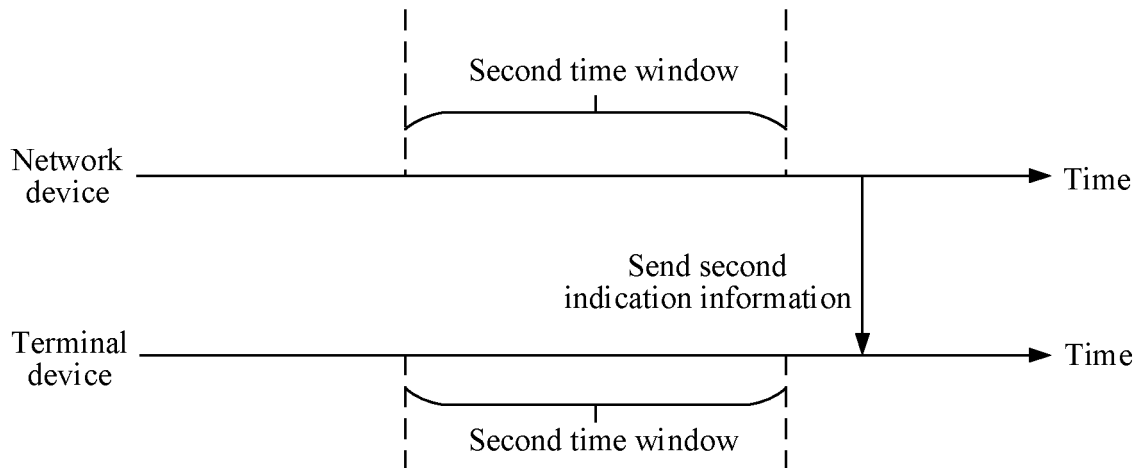 Second time window
Network
device
Time
Send second
indication information
Terminal
device
Time
Second time window